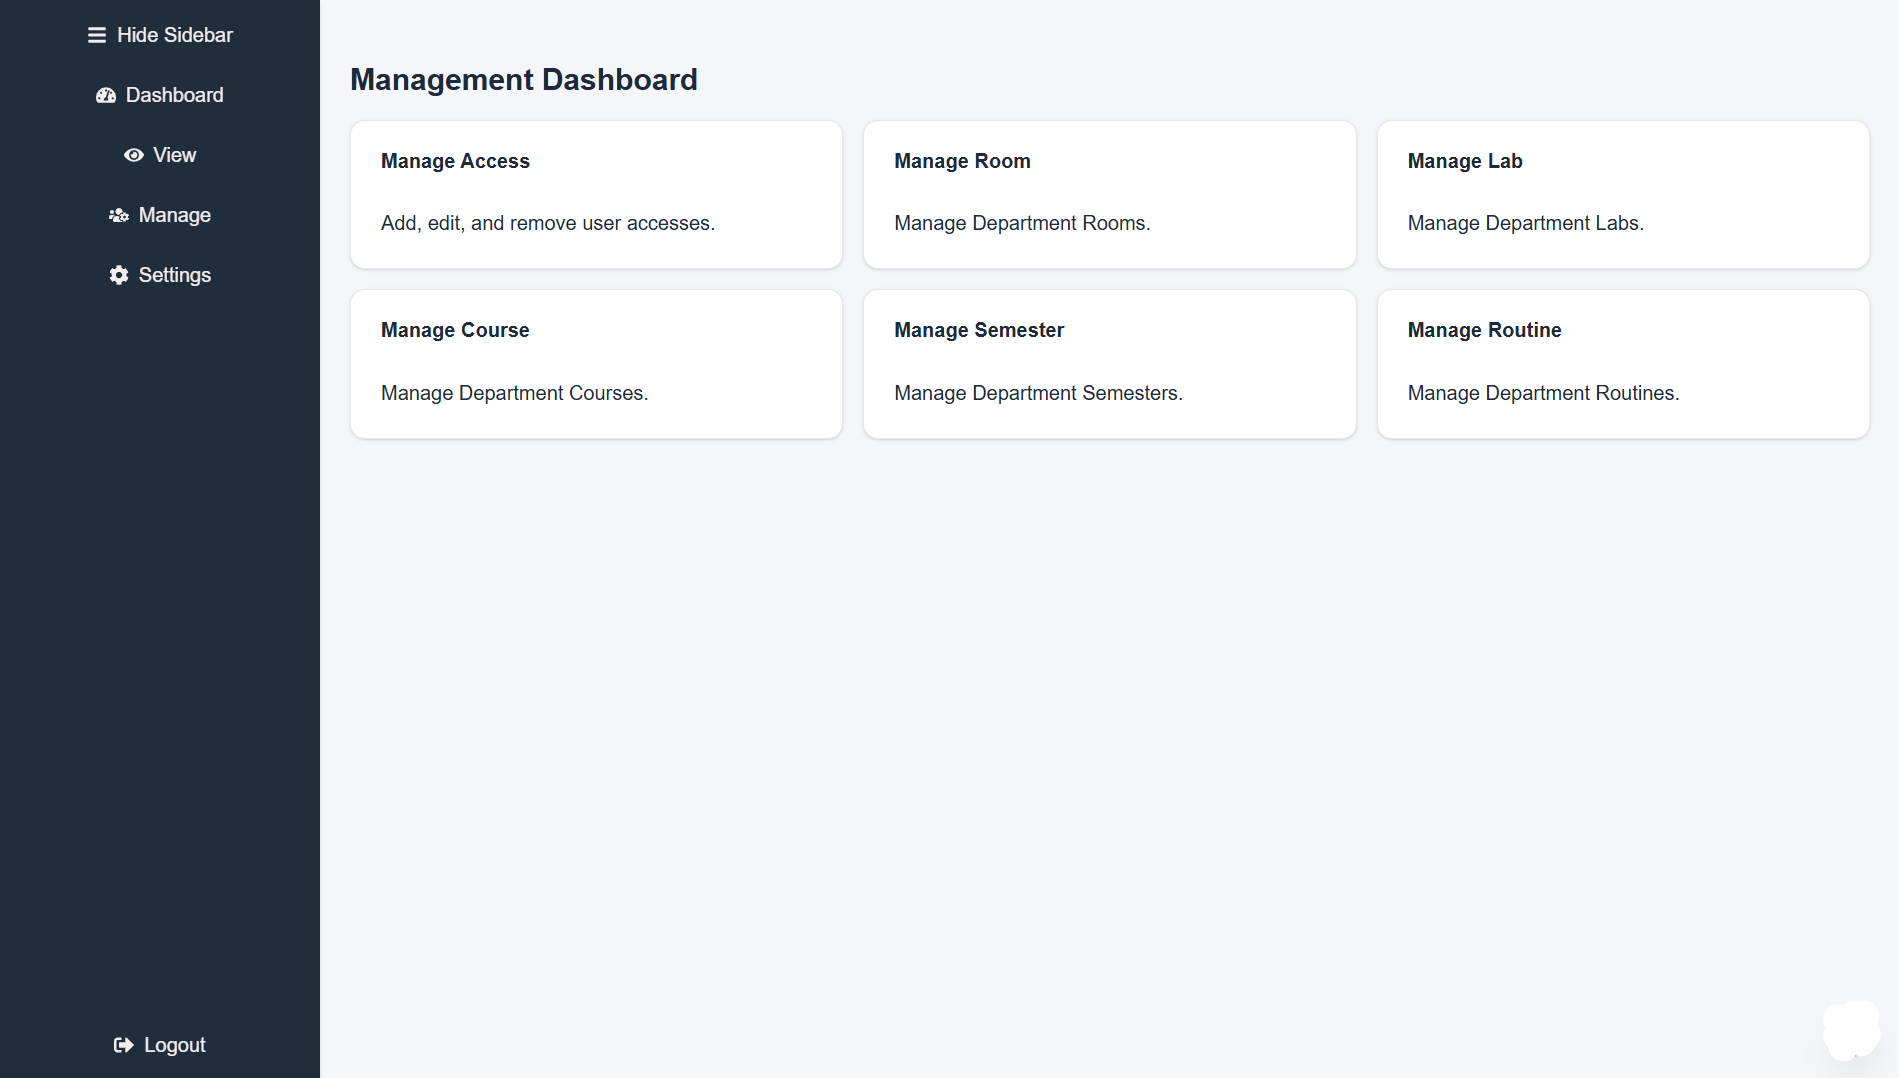 Hide Sidebar
Dashboard
View
Manage
Settings
Logout
Management Dashboard
Manage Access
Add, edit, and remove user accesses.
Manage Room
Manage Department Rooms.
Manage Lab
Manage Department Labs.
Manage Course
Manage Department Courses.
Manage Semester
Manage Department Semesters.
Manage Routine
Manage Department Routines.